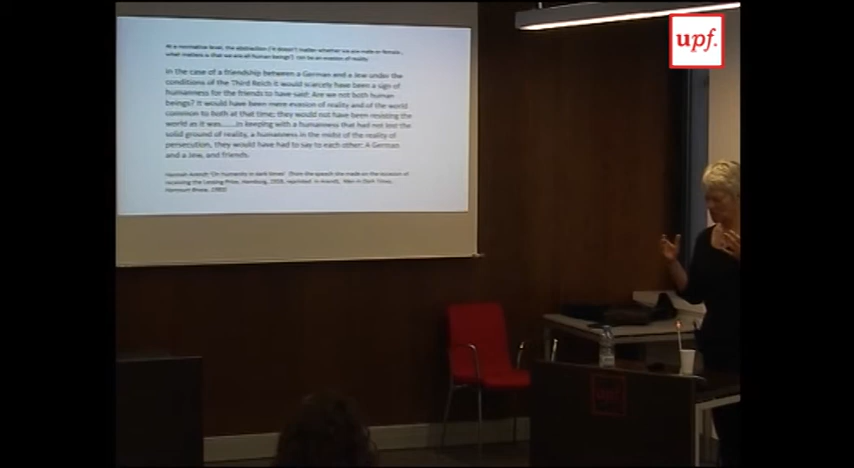 At a normative level, the abstraction ('it doesn't matter whether we are male or female..
what matters is that we are all human beings') can be an evasion of reality
In the case of a friendship between a German and a Jew under the
conditions of the Third Reich it would scarcely have been a sign of
humanness for the friends to have said: Are we not both human
beings? It would have been mere evasion of reality and of the world
common to both at that time; they would not have been resisting the
world as it was......in keeping with a humanness that had not lost the
solid ground of reality, a humanness in the midst of the reality of
persecution, they would have had to say to each other: A German
and a Jew, and friends.
Hannah Arendt 'On humanity in dark times' (from the speech she made on the occasion of
receiving the Lessing Prize, Hamburg, 1959, reprinted in Arendt, Men in Dark Times,
Harcourt Brace,
upf.
upf